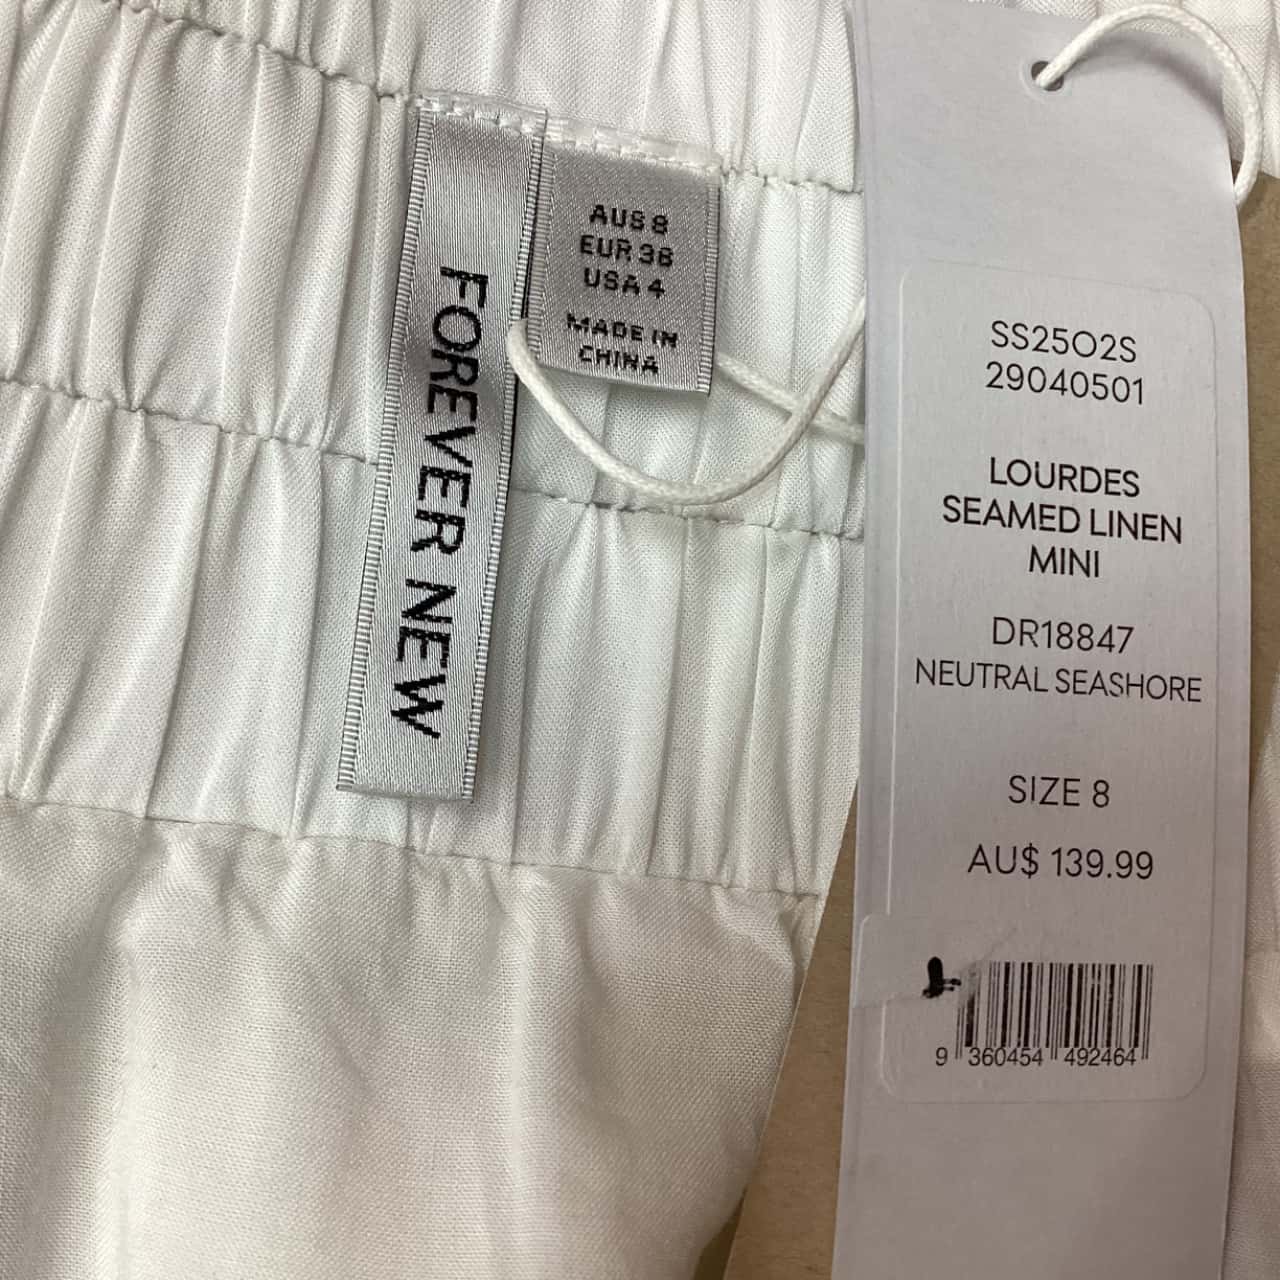 FOREVER NEW
AUS 8
EUR 36
USA 4
MADE IN
CHINA
SS25O2S
29040501
LOURDES
SEAMED LINEN
MINI
DR18847
NEUTRAL SEASHORE
SIZE 8
AU$ 139.99
9 360454 492464